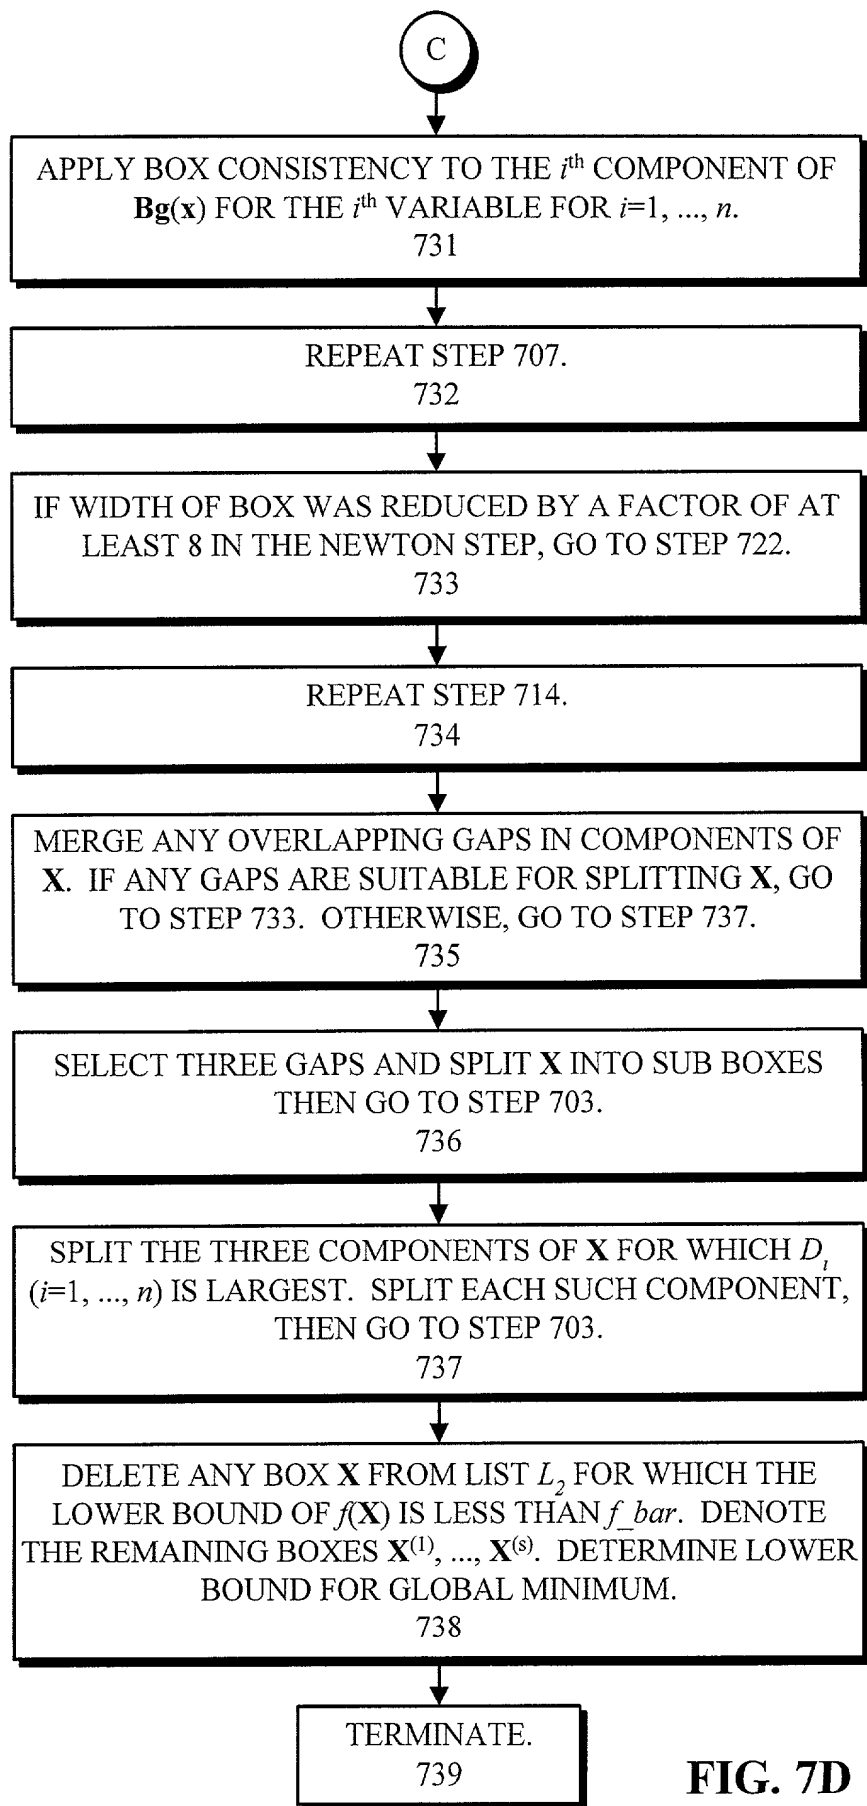 C
APPLY BOX CONSISTENCY TO THE iᵗʰ COMPONENT OF
Bg(x) FOR THE iᵗʰ VARIABLE FOR i=1, ..., n.
731
REPEAT STEP 707.
732
IF WIDTH OF BOX WAS REDUCED BY A FACTOR OF AT
LEAST 8 IN THE NEWTON STEP, GO TO STEP 722.
733
REPEAT STEP 714.
734
MERGE ANY OVERLAPPING GAPS IN COMPONENTS OF
X. IF ANY GAPS ARE SUITABLE FOR SPLITTING X, GO
TO STEP 733. OTHERWISE, GO TO STEP 737.
735
SELECT THREE GAPS AND SPLIT X INTO SUB BOXES
THEN GO TO STEP 703.
736
SPLIT THE THREE COMPONENTS OF X FOR WHICH Dᵢ
(i=1, ..., n) IS LARGEST. SPLIT EACH SUCH COMPONENT,
THEN GO TO STEP 703.
737
DELETE ANY BOX X FROM LIST L₂ FOR WHICH THE
LOWER BOUND OF f(X) IS LESS THAN f_bar. DENOTE
THE REMAINING BOXES X⁽¹⁾, ..., X⁽ˢ⁾. DETERMINE LOWER
BOUND FOR GLOBAL MINIMUM.
738
TERMINATE.
739
FIG. 7D